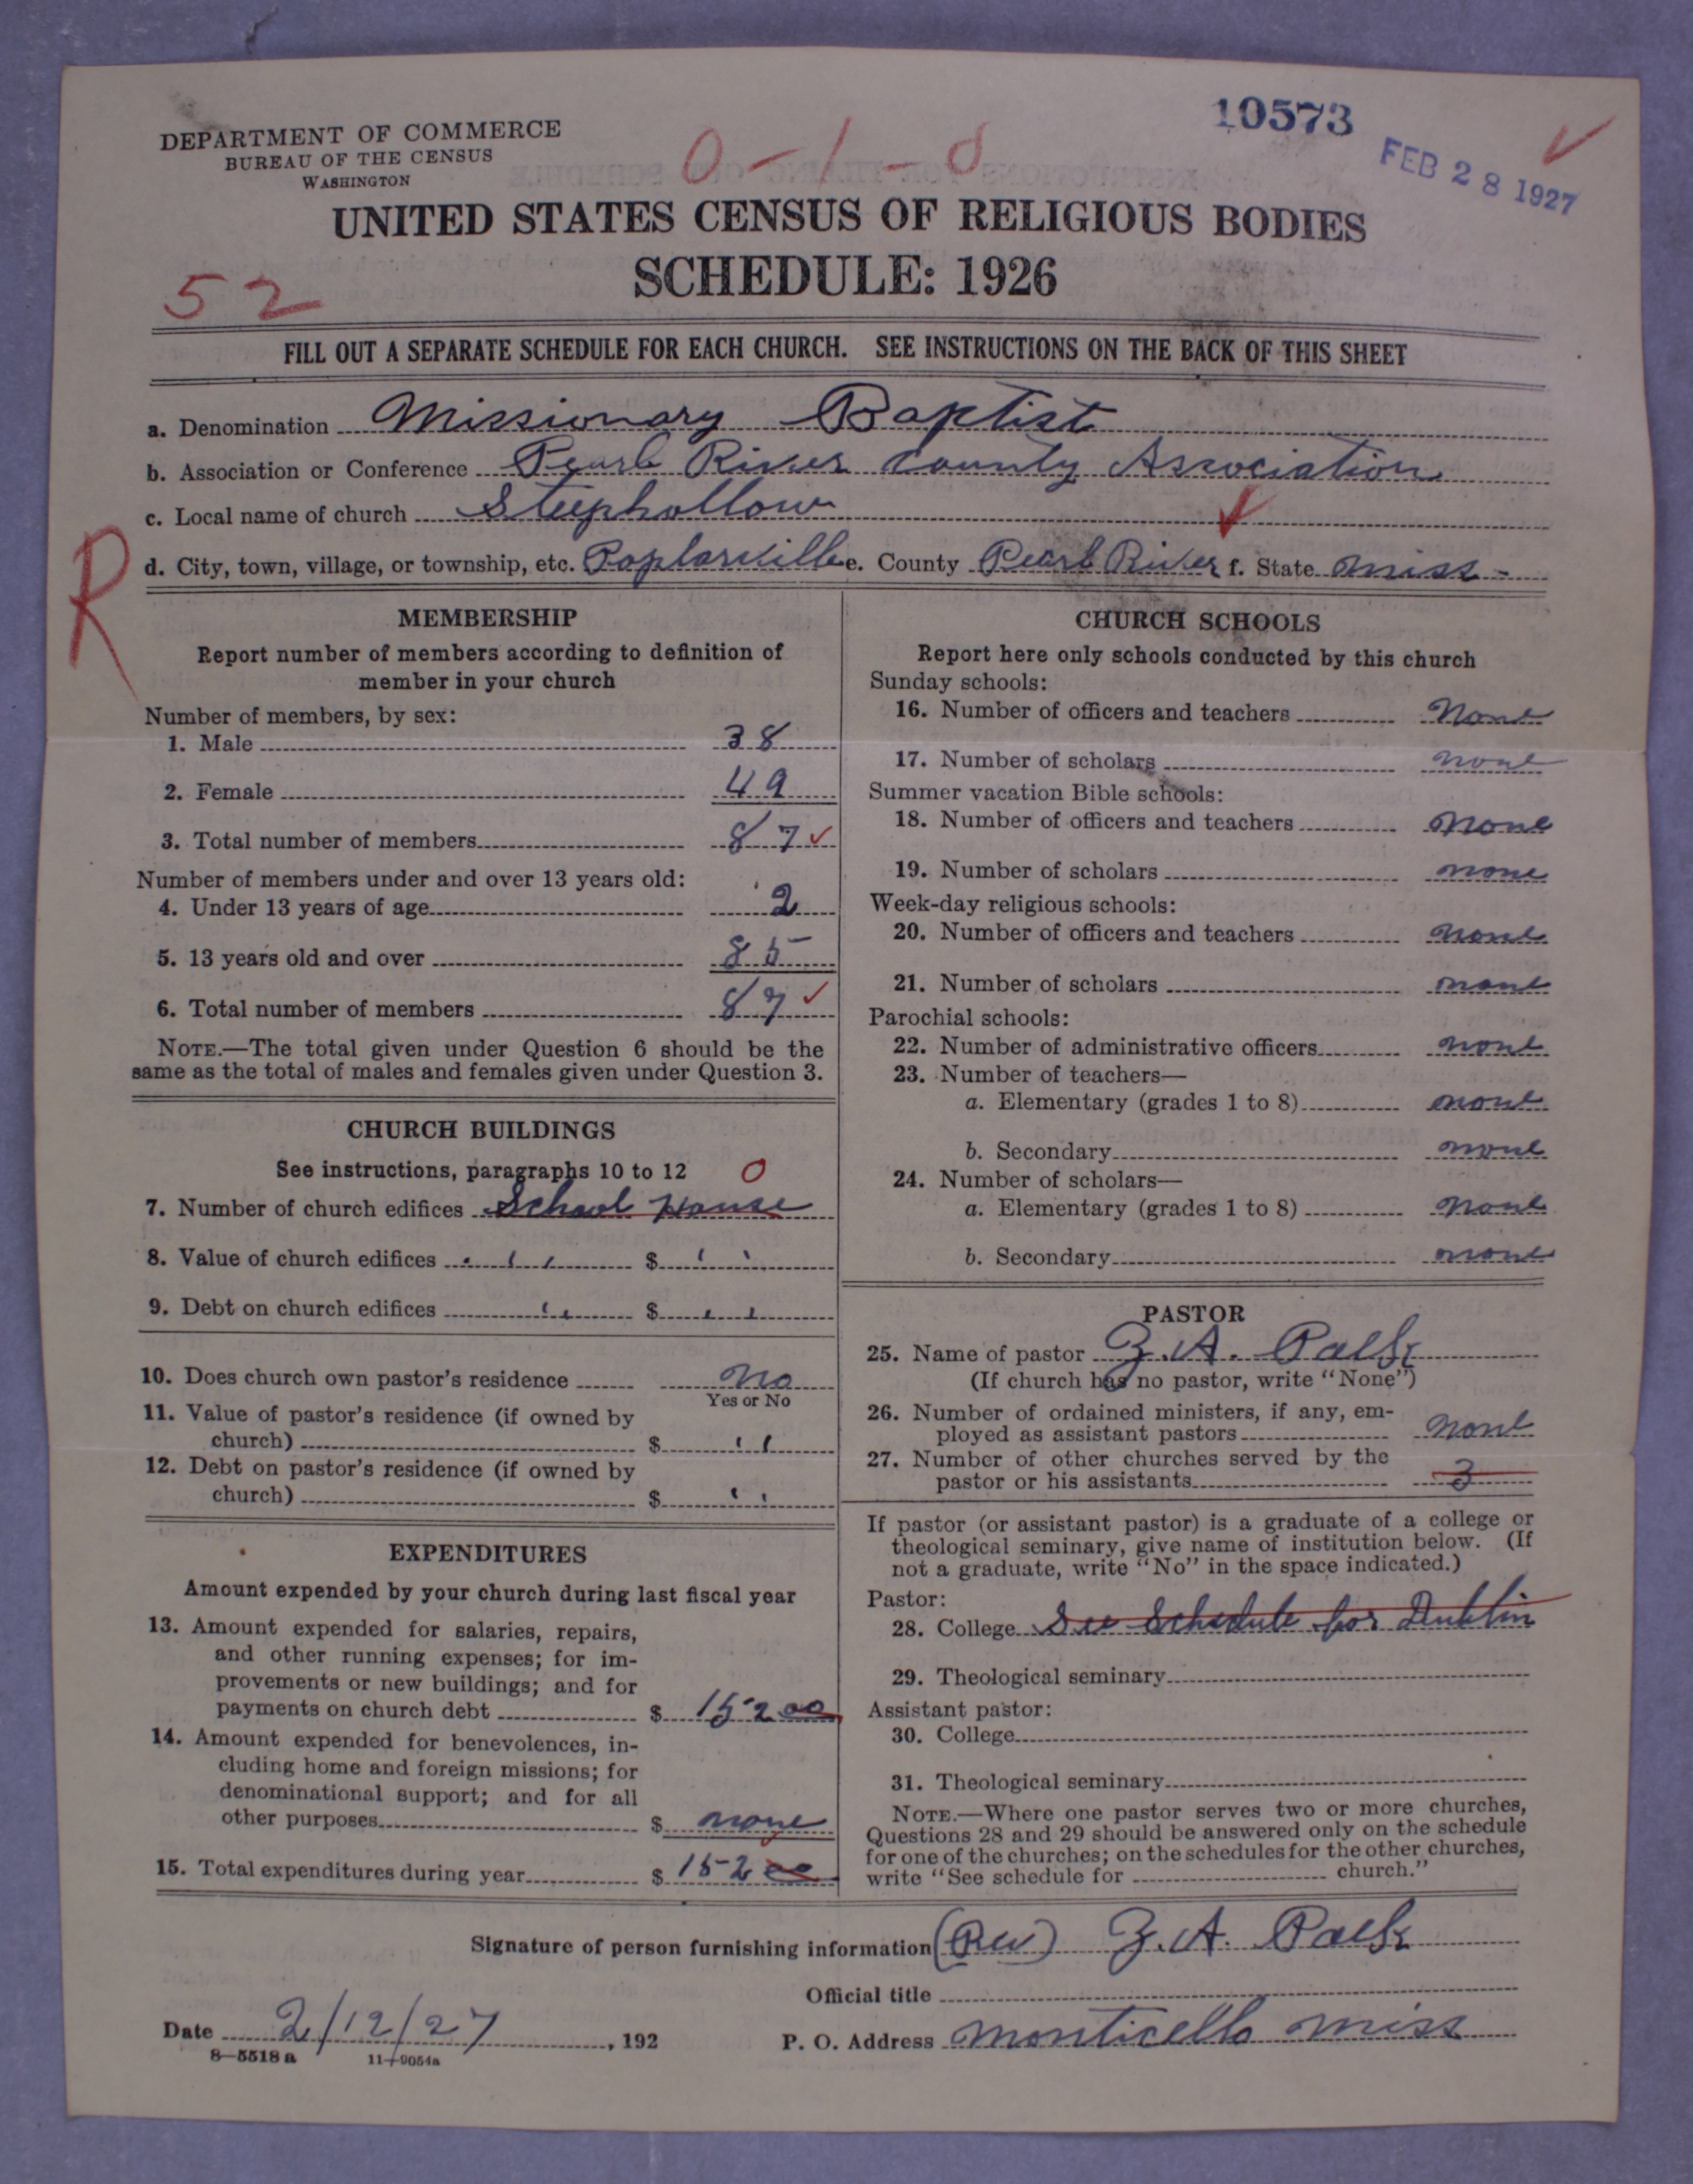 10573
FEB 28 1927
DEPARTMENT OF COMMERCE
BUREAU OF THE CENSUS
WASHINGTON
0-1-0
UNITED STATES CENSUS OF RELIGIOUS BODIES
SCHEDULE: 1926
52
FILL OUT A SEPARATE SCHEDULE FOR EACH CHURCH. SEE INSTRUCTIONS ON THE BACK OF THIS SHEET
a. Denomination Missionary Baptist
b. Association or Conference Pearl River County Association
c. Local name of church Steephollow
d. City, town, village, or township, etc. Poplarville e. County Pearl River f. State Miss-
R
MEMBERSHIP
Report number of members according to definition of
member in your church
Number of members, by sex:
1. Male 38
2. Female 49
3. Total number of members 87 ✓
Number of members under and over 13 years old:
4. Under 13 years of age 2
5. 13 years old and over 85
6. Total number of members 87 ✓
NOTE.—The total given under Question 6 should be the
same as the total of males and females given under Question 3.
CHURCH BUILDINGS
See instructions, paragraphs 10 to 12 0
7. Number of church edifices School House
8. Value of church edifices " $ "
9. Debt on church edifices " $ "
10. Does church own pastor's residence No
Yes or No
11. Value of pastor's residence (if owned by
church) $ "
12. Debt on pastor's residence (if owned by
church) $ "
EXPENDITURES
Amount expended by your church during last fiscal year
13. Amount expended for salaries, repairs,
and other running expenses; for im-
provements or new buildings; and for
payments on church debt $ 152 00
14. Amount expended for benevolences, in-
cluding home and foreign missions; for
denominational support; and for all
other purposes $ none
15. Total expenditures during year $ 152 00
CHURCH SCHOOLS
Report here only schools conducted by this church
Sunday schools:
16. Number of officers and teachers None
17. Number of scholars none
Summer vacation Bible schools:
18. Number of officers and teachers none
19. Number of scholars none
Week-day religious schools:
20. Number of officers and teachers none
21. Number of scholars none
Parochial schools:
22. Number of administrative officers none
23. Number of teachers—
a. Elementary (grades 1 to 8) none
b. Secondary none
24. Number of scholars—
a. Elementary (grades 1 to 8) none
b. Secondary none
PASTOR
25. Name of pastor Z. A.
(If church has no pastor, write "None")
26. Number of ordained ministers, if any, em-
ployed as assistant pastors none
27. Number of other churches served by the
pastor or his assistants 3
If pastor (or assistant pastor) is a graduate of a college or
theological seminary, give name of institution below. (If
not a graduate, write "No" in the space indicated.)
Pastor:
28. College See Schedule for Dublin
29. Theological seminary
Assistant pastor:
30. College
31. Theological seminary
NOTE.—Where one pastor serves two or more churches,
Questions 28 and 29 should be answered only on the schedule
for one of the churches; on the schedules for the other churches,
write "See schedule for church."
Signature of person furnishing information (Rev) Z. A.
Official title
Date 2/12/27, 192
P. O. Address Monticello Miss
8-5518a 11-9054a